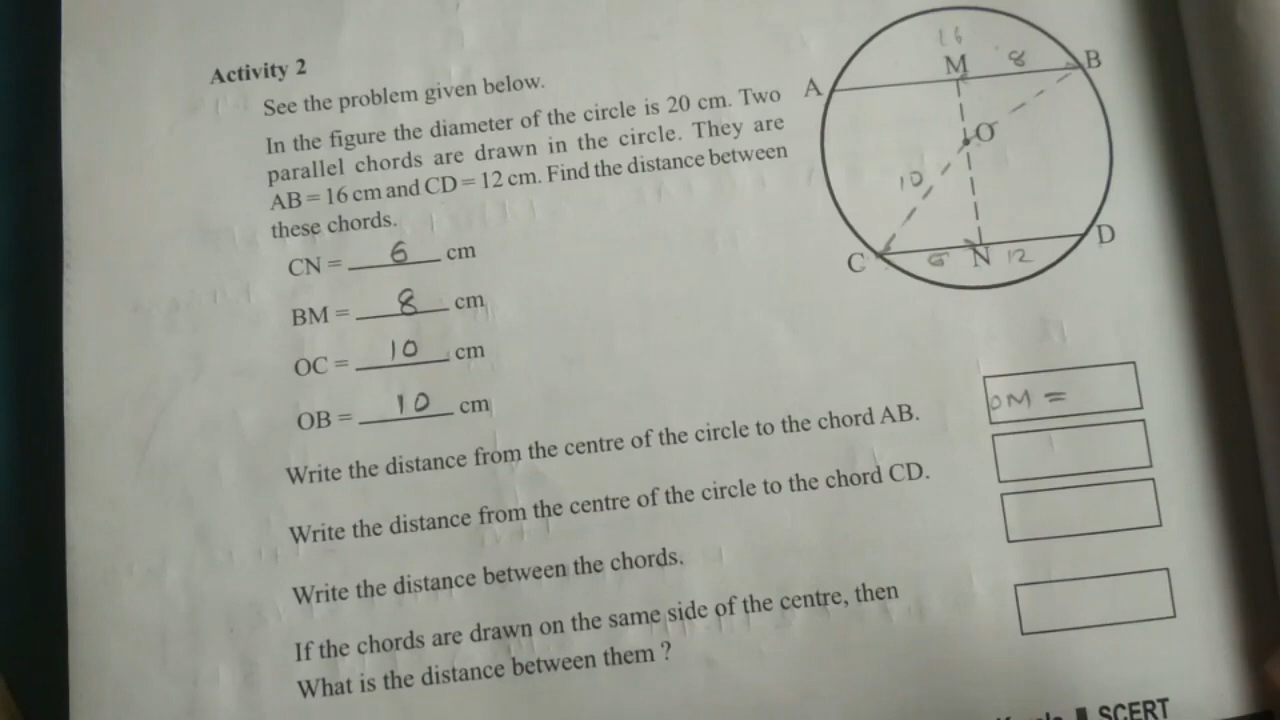 Activity 2
See the problem given below.
In the figure the diameter of the circle is 20 cm. Two
parallel chords are drawn in the circle. They are
AB = 16 cm and CD = 12 cm. Find the distance between
these chords.
CN = 6 cm
BM = 8 cm
OC = 10 cm
OB = 10 cm
16
M 8 B
A
O
10
C 6 N 12 D
Write the distance from the centre of the circle to the chord AB.
OM =
Write the distance from the centre of the circle to the chord CD.
Write the distance between the chords.
If the chords are drawn on the same side of the centre, then
What is the distance between them ?
SCERT